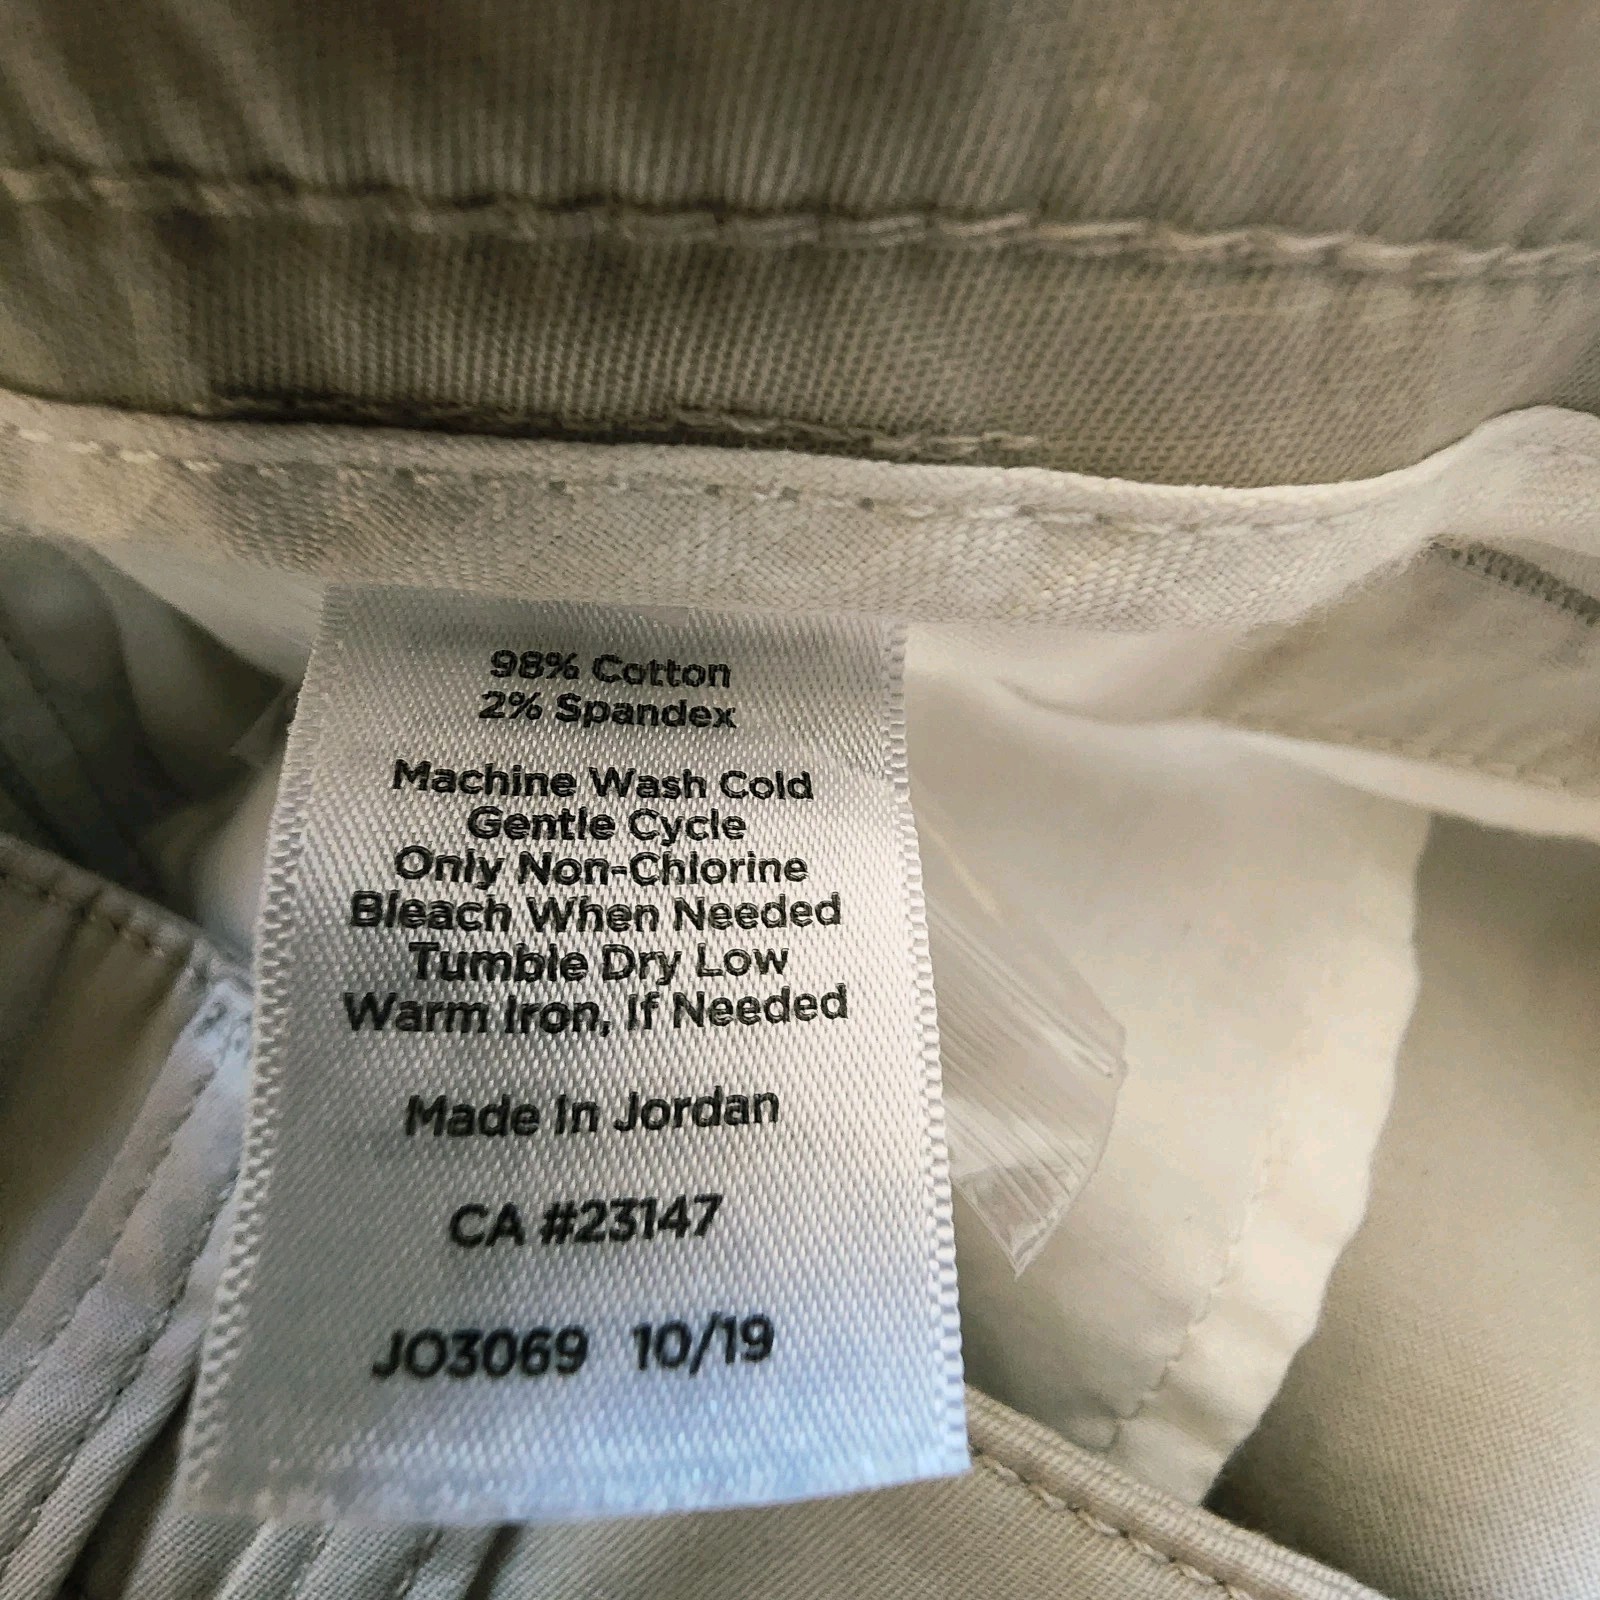 98% Cotton
2% Spandex
Machine Wash Cold
Gentle Cycle
Only Non-Chlorine
Bleach When Needed
Tumble Dry Low
Warm Iron, If Needed
Made In Jordan
CA #23147
JO3069 10/19